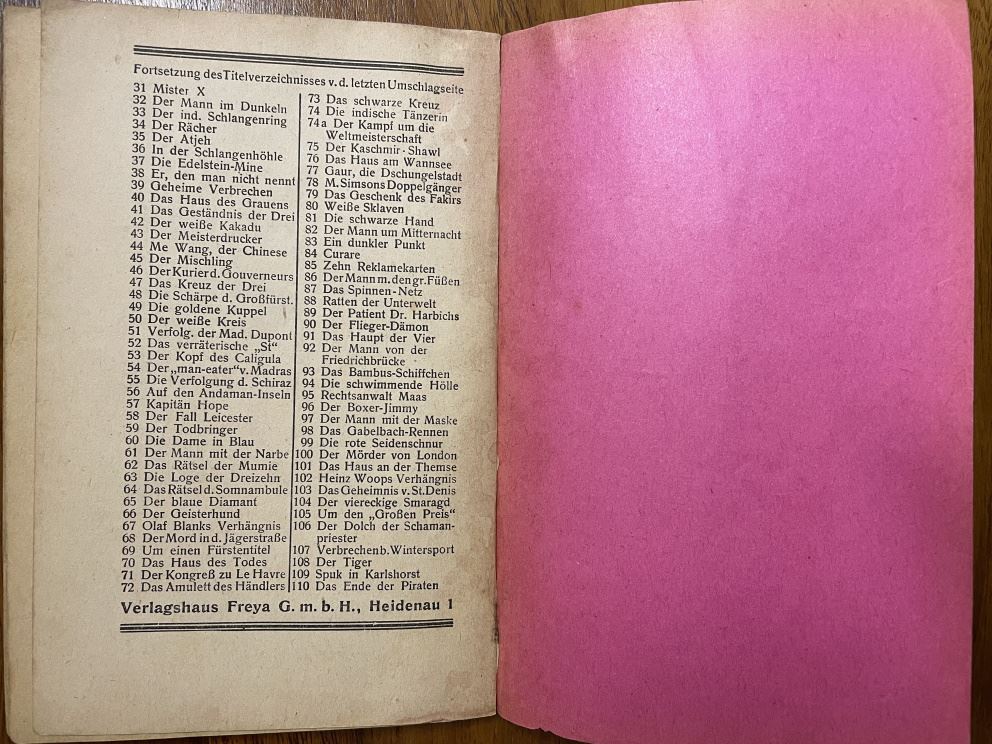 Fortsetzung des Titelverzeichnisses v. d. letzten Umschlagseite
31 Mister X
32 Der Mann im Dunkeln
33 Der ind. Schlangenring
34 Der Rächer
35 Der Atjeh
36 In der Schlangenhöhle
37 Die Edelstein-Mine
38 Er, den man nicht nennt
39 Geheime Verbrechen
40 Das Haus des Grauens
41 Das Geständnis der Drei
42 Der weiße Kakadu
43 Der Meisterdrucker
44 Me Wang, der Chinese
45 Der Mischling
46 Der Kurier d. Gouverneurs
47 Das Kreuz der Drei
48 Die Schärpe d. Großfürst.
49 Die goldene Kuppel
50 Der weiße Kreis
51 Verfolg. der Mad. Dupont
52 Das verräterische „St“
53 Der Kopf des Caligula
54 Der „man-eater“ v. Madras
55 Die Verfolgung d. Schiraz
56 Auf den Andaman-Inseln
57 Kapitän Hope
58 Der Fall Leicester
59 Der Todbringer
60 Die Dame in Blau
61 Der Mann mit der Narbe
62 Das Rätsel der Mumie
63 Die Loge der Dreizehn
64 Das Rätsel d. Somnambule
65 Der blaue Diamant
66 Der Geisterhund
67 Olaf Blanks Verhängnis
68 Der Mord in d. Jägerstraße
69 Um einen Fürstentitel
70 Das Haus des Todes
71 Der Kongreß zu Le Havre
72 Das Amulett des Händlers
73 Das schwarze Kreuz
74 Die indische Tänzerin
74a Der Kampf um die
Weltmeisterschaft
75 Der Kaschmir-Shawl
76 Das Haus am Wannsee
77 Gaur, die Dschungelstadt
78 M. Simsons Doppelgänger
79 Das Geschenk des Fakirs
80 Weiße Sklaven
81 Die schwarze Hand
82 Der Mann um Mitternacht
83 Ein dunkler Punkt
84 Curare
85 Zehn Reklamekarten
86 Der Mann m. den gr. Füßen
87 Das Spinnen-Netz
88 Ratten der Unterwelt
89 Der Patient Dr. Harbichs
90 Der Flieger-Dämon
91 Das Haupt der Vier
92 Der Mann von der
Friedrichbrücke
93 Das Bambus-Schiffchen
94 Die schwimmende Hölle
95 Rechtsanwalt Maas
96 Der Boxer-Jimmy
97 Der Mann mit der Maske
98 Das Gabelbach-Rennen
99 Die rote Seidenschnur
100 Der Mörder von London
101 Das Haus an der Themse
102 Heinz Woops Verhängnis
103 Das Geheimnis v. St. Denis
104 Der viereckige Smaragd
105 Um den „Großen Preis“
106 Der Dolch der Schaman-
priester
107 Verbrechen b. Wintersport
108 Der Tiger
109 Spuk in Karlshorst
110 Das Ende der Piraten
Verlagshaus Freya G. m. b. H., Heidenau 1